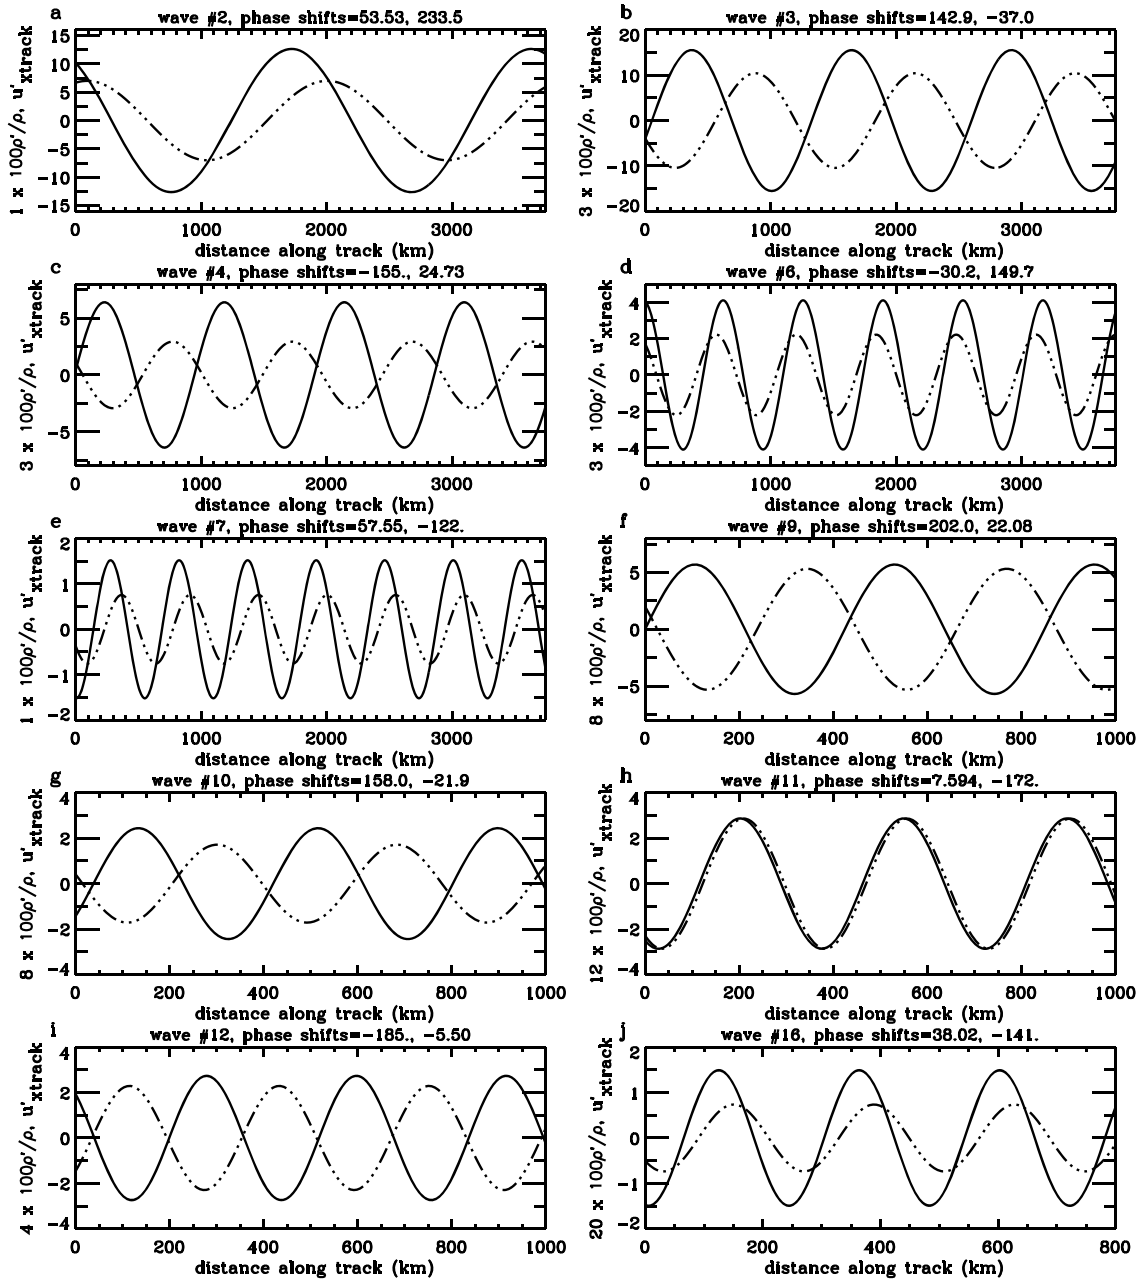 a
wave #2, phase shifts=53.53, 233.5
1 x 100ρ'/ρ, u'xtrack
15
10
5
0
−5
−10
−15
0 1000 2000 3000
distance along track (km)
b
wave #3, phase shifts=142.9, −37.0
3 x 100ρ'/ρ, u'xtrack
20
10
0
−10
−20
0 1000 2000 3000
distance along track (km)
c
wave #4, phase shifts=−155., 24.73
3 x 100ρ'/ρ, u'xtrack
5
0
−5
0 1000 2000 3000
distance along track (km)
d
wave #6, phase shifts=−30.2, 149.7
3 x 100ρ'/ρ, u'xtrack
4
2
0
−2
−4
0 1000 2000 3000
distance along track (km)
e
wave #7, phase shifts=57.55, −122.
1 x 100ρ'/ρ, u'xtrack
2
1
0
−1
−2
0 1000 2000 3000
distance along track (km)
f
wave #9, phase shifts=202.0, 22.08
8 x 100ρ'/ρ, u'xtrack
5
0
−5
0 200 400 600 800 1000
distance along track (km)
g
wave #10, phase shifts=158.0, −21.9
8 x 100ρ'/ρ, u'xtrack
4
2
0
−2
−4
0 200 400 600 800 1000
distance along track (km)
h
wave #11, phase shifts=7.594, −172.
12 x 100ρ'/ρ, u'xtrack
4
2
0
−2
−4
0 200 400 600 800 1000
distance along track (km)
i
wave #12, phase shifts=−185., −5.50
4 x 100ρ'/ρ, u'xtrack
4
2
0
−2
−4
0 200 400 600 800 1000
distance along track (km)
j
wave #16, phase shifts=38.02, −141.
20 x 100ρ'/ρ, u'xtrack
2
1
0
−1
−2
0 200 400 600 800
distance along track (km)